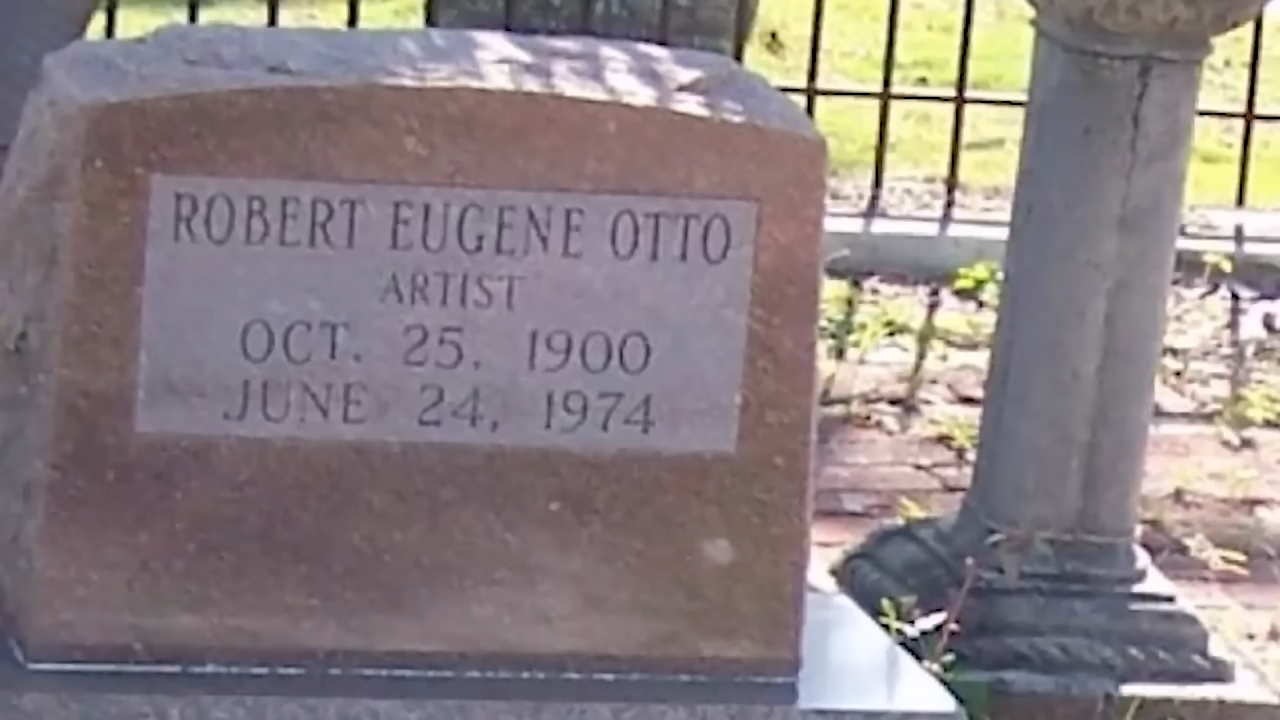 ROBERT EUGENE OTTO
ARTIST
OCT. 25, 1900
JUNE 24, 1974